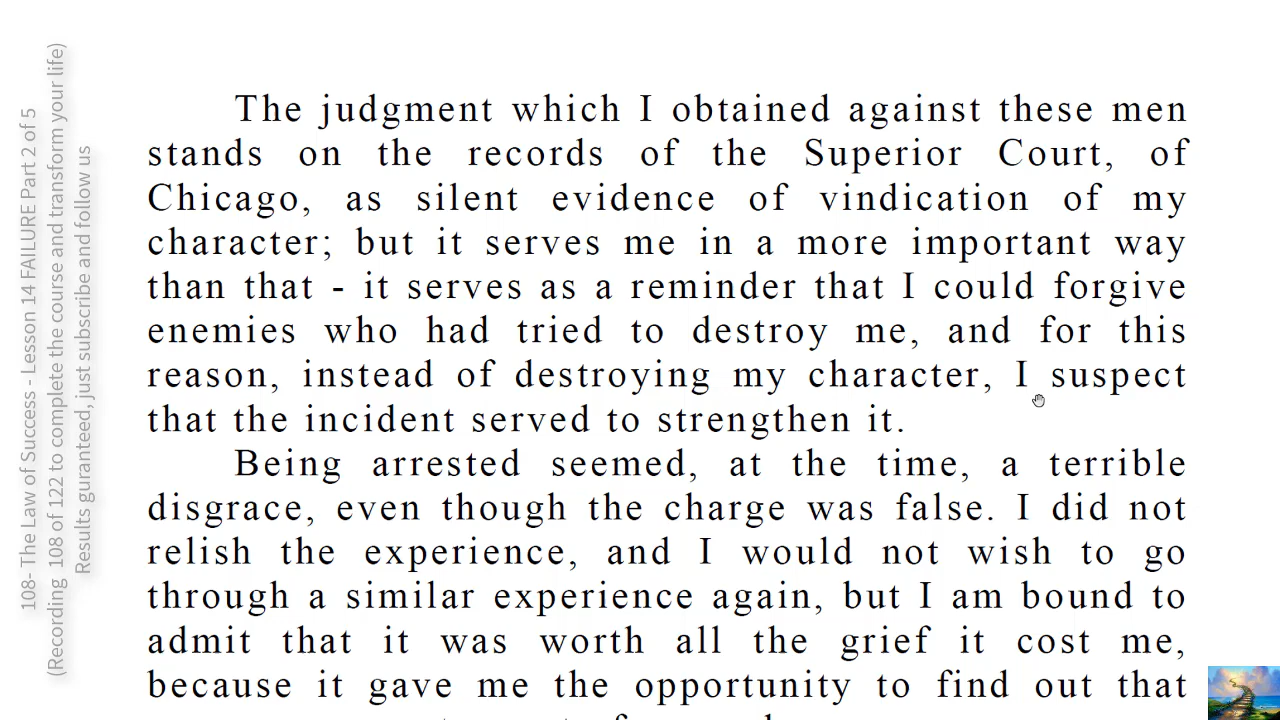 108- The Law of Success - Lesson 14 FAILURE Part 2 of 5
(Recording 108 of 122 to complete the course and transform your life)
Results guranteed, just subscribe and follow us
The judgment which I obtained against these men
stands on the records of the Superior Court, of
Chicago, as silent evidence of vindication of my
character; but it serves me in a more important way
than that - it serves as a reminder that I could forgive
enemies who had tried to destroy me, and for this
reason, instead of destroying my character, I suspect
that the incident served to strengthen it.
Being arrested seemed, at the time, a terrible
disgrace, even though the charge was false. I did not
relish the experience, and I would not wish to go
through a similar experience again, but I am bound to
admit that it was worth all the grief it cost me,
because it gave me the opportunity to find out that